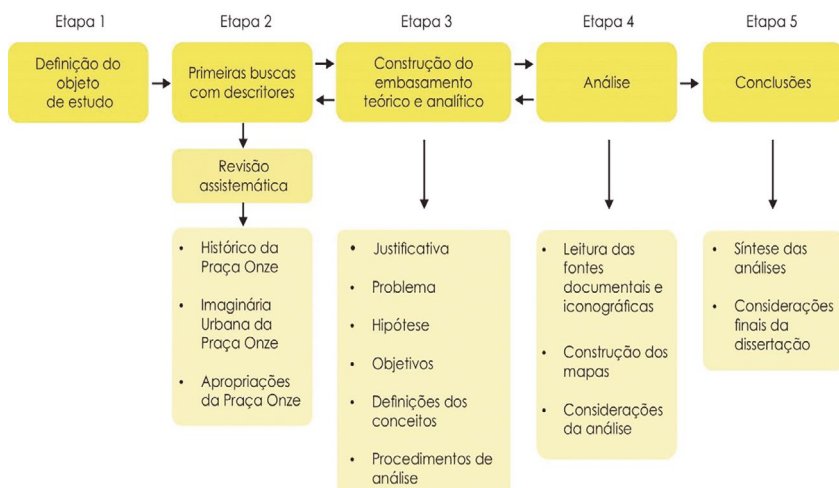 Etapa 1
Etapa 2
Etapa 3
Etapa 4
Etapa 5
Definição do
objeto
de estudo
Primeiras buscas
com descritores
Construção do
embasamento
teórico e analítico
Análise
Conclusões
Revisão
assistemática
• Histórico da
Praça Onze
• Imaginária
Urbana da
Praça Onze
• Apropriações
da Praça Onze
• Justificativa
• Problema
• Hipótese
• Objetivos
• Definições dos
conceitos
• Procedimentos de
análise
• Leitura das
fontes
documentais e
iconográficas
• Construção dos
mapas
• Considerações
da análise
• Síntese das
análises
• Considerações
finais da
dissertação